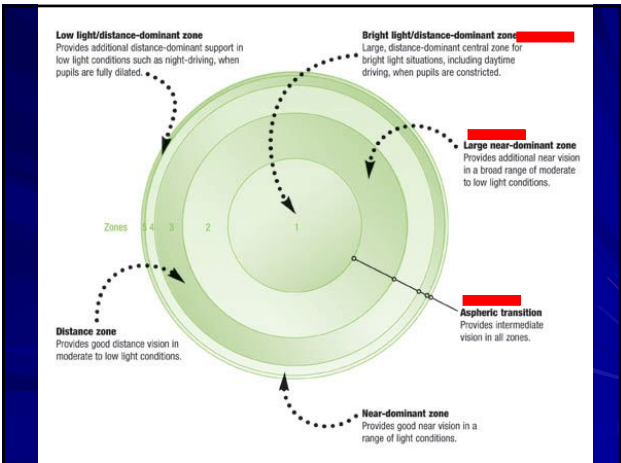 Low light/distance-dominant zone
Provides additional distance-dominant support in
low light conditions such as night-driving, when
pupils are fully dilated.
Bright light/distance-dominant zone
Large, distance-dominant central zone for
bright light situations, including daytime
driving, when pupils are constricted.
Large near-dominant zone
Provides additional near vision
in a broad range of moderate
to low light conditions.
Zones 5 4 3 2 1
Aspheric transition
Provides intermediate
vision in all zones.
Distance zone
Provides good distance vision in
moderate to low light conditions.
Near-dominant zone
Provides good near vision in a
range of light conditions.